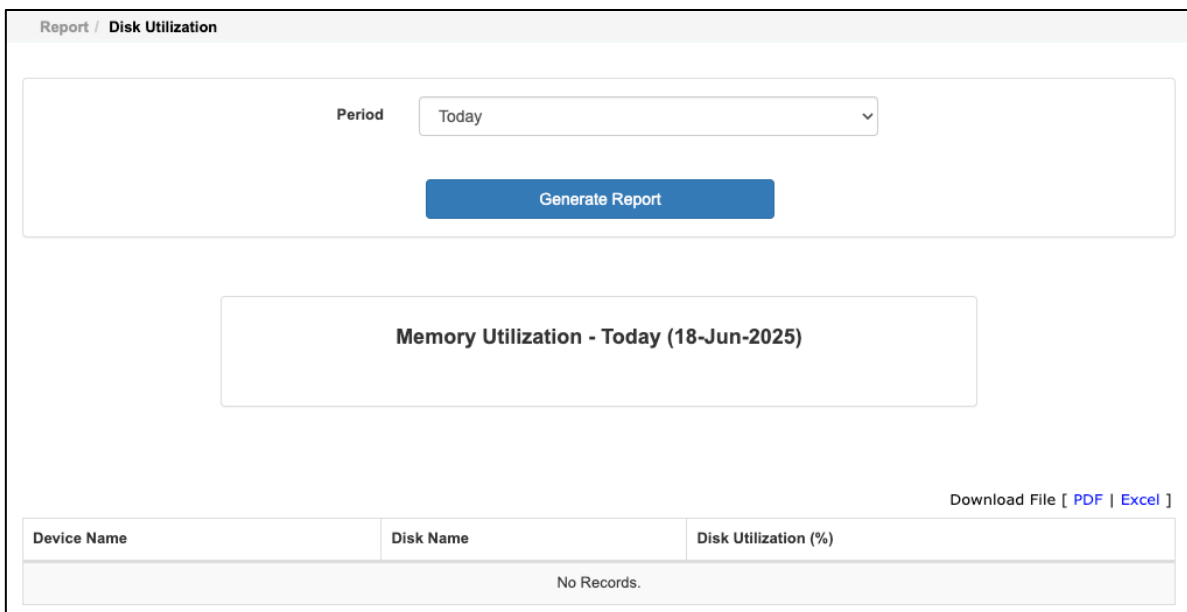 Report / Disk Utilization
Period Today
Generate Report
Memory Utilization - Today (18-Jun-2025)
Download File [ PDF | Excel ]
Device Name Disk Name Disk Utilization (%)
No Records.